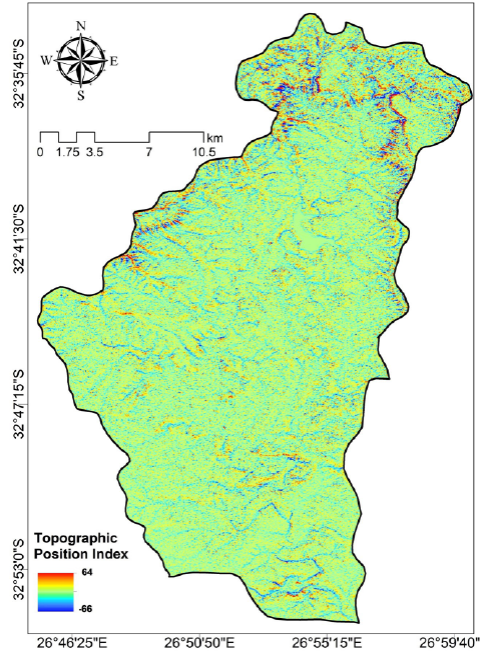 N
W E
S
km
0 1.75 3.5 7 10.5
32°35'45"S
32°41'30"S
32°47'15"S
32°53'0"S
Topographic
Position Index
64
-66
26°46'25"E 26°50'50"E 26°55'15"E 26°59'40"E